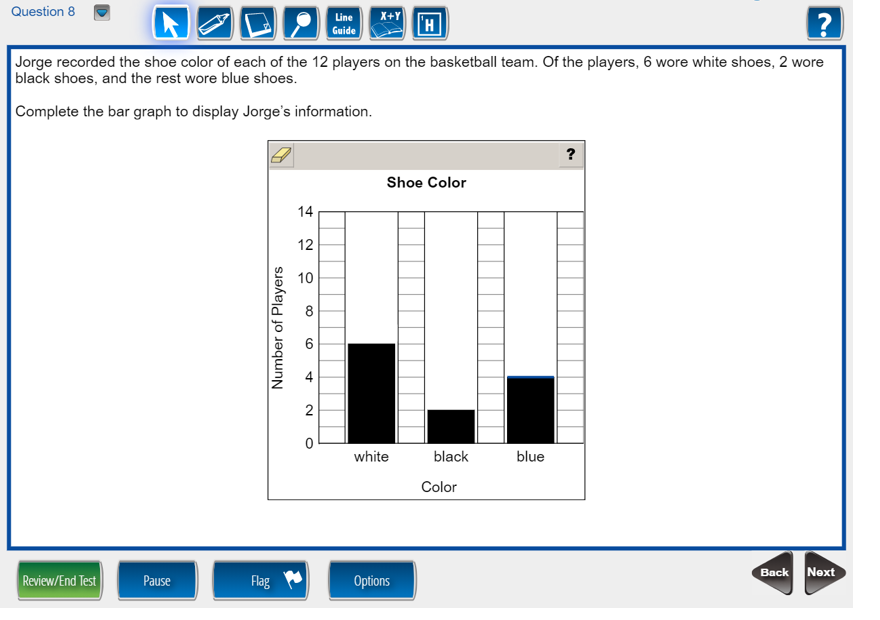 Question 8
Line
Guide
X+Y
'H'
?
Jorge recorded the shoe color of each of the 12 players on the basketball team. Of the players, 6 wore white shoes, 2 wore
black shoes, and the rest wore blue shoes.
Complete the bar graph to display Jorge's information.
?
Shoe Color
14
12
10
8
6
4
2
0
Number of Players
white black blue
Color
Review/End Test
Pause
Flag
Options
Back
Next